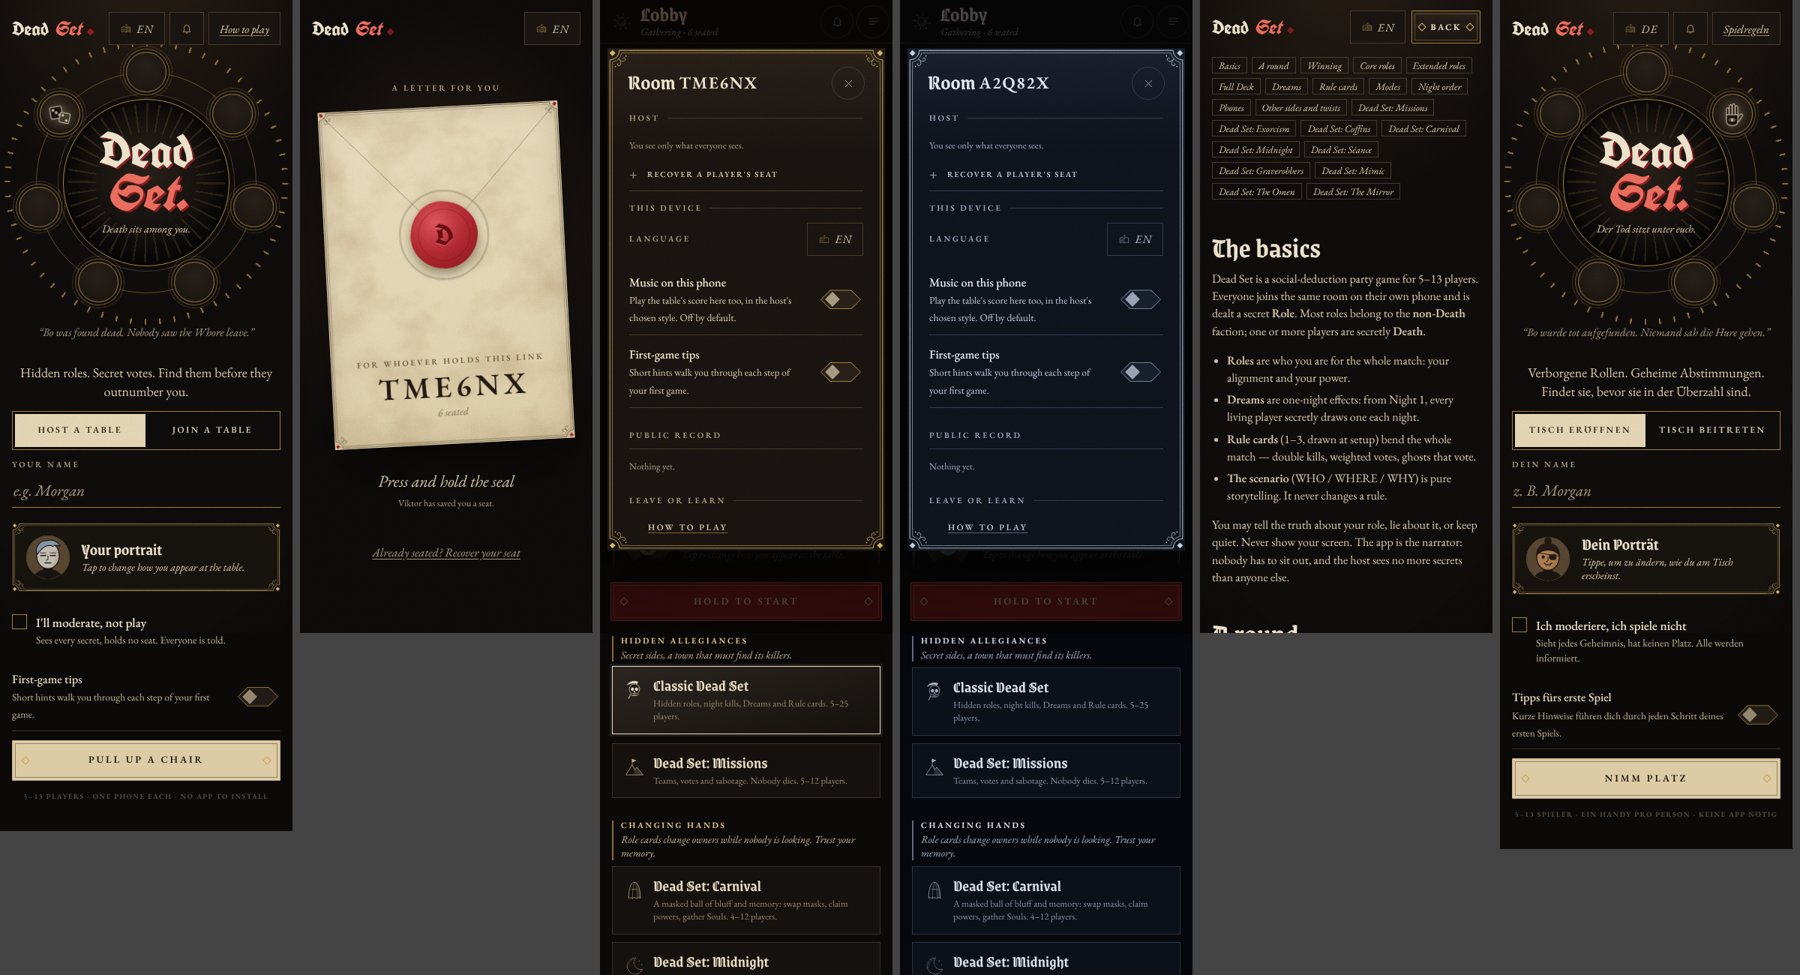 Dead Set.
EN
How to play
Dead
Set.
Death sits among you.
“Bo was found dead. Nobody saw the Whore leave.”
Hidden roles. Secret votes. Find them before they
outnumber you.
HOST A TABLE
JOIN A TABLE
YOUR NAME
e.g. Morgan
Your portrait
Tap to change how you appear at the table.
I'll moderate, not play
Sees every secret, holds no seat. Everyone is told.
First-game tips
Short hints walk you through each step of your first
game.
PULL UP A CHAIR
5–13 PLAYERS · ONE PHONE EACH · NO APP TO INSTALL
Dead Set.
EN
A LETTER FOR YOU
D
FOR WHOEVER HOLDS THIS LINK
TME6NX
6 seated
Press and hold the seal
Viktor has saved you a seat.
Already seated? Recover your seat
Lobby
Gathering · 6 seated
Room TME6NX
HOST
You see only what everyone sees.
+ RECOVER A PLAYER'S SEAT
THIS DEVICE
LANGUAGE
EN
Music on this phone
Play the table's score here too, in the host's
chosen style. Off by default.
First-game tips
Short hints walk you through each step of
your first game.
PUBLIC RECORD
Nothing yet.
LEAVE OR LEARN
HOW TO PLAY
Tap to change how you appear at the table.
HOLD TO START
HIDDEN ALLEGIANCES
Secret sides, a town that must find its killers.
Classic Dead Set
Hidden roles, night kills, Dreams and Rule cards. 5–25
players.
Dead Set: Missions
Teams, votes and sabotage. Nobody dies. 5–12 players.
CHANGING HANDS
Role cards change owners while nobody is looking. Trust your
memory.
Dead Set: Carnival
A masked ball of bluff and memory: swap masks, claim
powers, gather Souls. 4–12 players.
Dead Set: Midnight
Lobby
Gathering · 6 seated
Room A2Q82X
HOST
You see only what everyone sees.
+ RECOVER A PLAYER'S SEAT
THIS DEVICE
LANGUAGE
EN
Music on this phone
Play the table's score here too, in the host's
chosen style. Off by default.
First-game tips
Short hints walk you through each step of
your first game.
PUBLIC RECORD
Nothing yet.
LEAVE OR LEARN
HOW TO PLAY
Tap to change how you appear at the table.
HOLD TO START
HIDDEN ALLEGIANCES
Secret sides, a town that must find its killers.
Classic Dead Set
Hidden roles, night kills, Dreams and Rule cards. 5–25
players.
Dead Set: Missions
Teams, votes and sabotage. Nobody dies. 5–12 players.
CHANGING HANDS
Role cards change owners while nobody is looking. Trust your
memory.
Dead Set: Carnival
A masked ball of bluff and memory: swap masks, claim
powers, gather Souls. 4–12 players.
Dead Set: Midnight
Dead Set.
EN
BACK
Basics
A round
Winning
Core roles
Extended roles
Full Deck
Dreams
Rule cards
Modes
Night order
Phones
Other sides and twists
Dead Set: Missions
Dead Set: Exorcism
Dead Set: Coffins
Dead Set: Carnival
Dead Set: Midnight
Dead Set: Séance
Dead Set: Graverobbers
Dead Set: Mimic
Dead Set: The Omen
Dead Set: The Mirror
The basics
Dead Set is a social-deduction party game for 5–13 players.
Everyone joins the same room on their own phone and is
dealt a secret Role. Most roles belong to the non-Death
faction; one or more players are secretly Death.
• Roles are who you are for the whole match: your
alignment and your power.
• Dreams are one-night effects: from Night 1, every
living player secretly draws one each night.
• Rule cards (1–3, drawn at setup) bend the whole
match — double kills, weighted votes, ghosts that vote.
• The scenario (WHO / WHERE / WHY) is pure
storytelling. It never changes a rule.
You may tell the truth about your role, lie about it, or keep
quiet. Never show your screen. The app is the narrator:
nobody has to sit out, and the host sees no more secrets
than anyone else.
A round
Dead Set.
DE
Spielregeln
Dead
Set.
Der Tod sitzt unter euch.
“Bo wurde tot aufgefunden. Niemand sah die Hure gehen.”
Verborgene Rollen. Geheime Abstimmungen.
Findet sie, bevor sie in Überzahl sind.
TISCH ERÖFFNEN
TISCH BEITRETEN
DEIN NAME
z. B. Morgan
Dein Porträt
Tippe, um zu ändern, wie du am Tisch
erscheinst.
Ich moderiere, ich spiele nicht
Sieht jedes Geheimnis, hat keinen Platz. Alle werden
informiert.
Tipps fürs erste Spiel
Kurze Hinweise führen dich durch jeden Schritt deines
ersten Spiels.
NIMM PLATZ
5–13 SPIELER · EIN HANDY PRO PERSON · KEINE APP NÖTIG